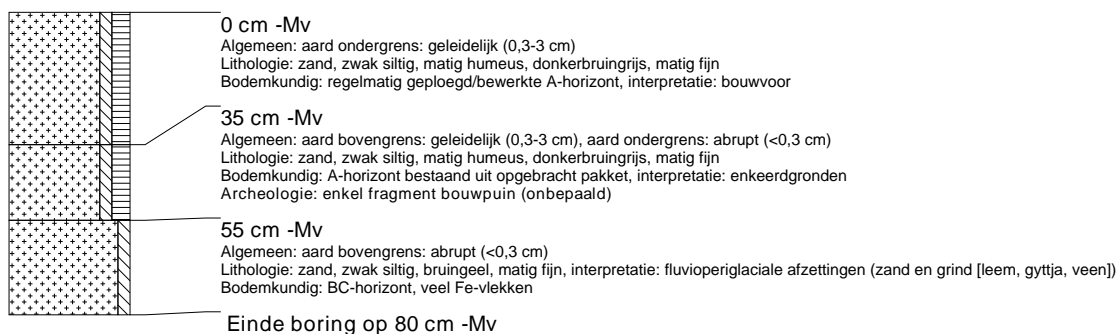 0 cm -Mv
Algemeen: aard ondergrens: geleidelijk (0,3-3 cm)
Lithologie: zand, zwak siltig, matig humeus, donkerbruingrijs, matig fijn
Bodemkundig: regelmatig geploegd/bewerkte A-horizont, interpretatie: bouwvoor
35 cm -Mv
Algemeen: aard bovengrens: geleidelijk (0,3-3 cm), aard ondergrens: abrupt (<0,3 cm)
Lithologie: zand, zwak siltig, matig humeus, donkerbruingrijs, matig fijn
Bodemkundig: A-horizont bestaand uit opgebracht pakket, interpretatie: enkeerdgronden
Archeologie: enkel fragment bouwpuin (onbepaald)
55 cm -Mv
Algemeen: aard bovengrens: abrupt (<0,3 cm)
Lithologie: zand, zwak siltig, bruingeel, matig fijn, interpretatie: fluvioperiglaciale afzettingen (zand en grind [leem, gyttja, veen])
Bodemkundig: BC-horizont, veel Fe-vlekken
Einde boring op 80 cm -Mv